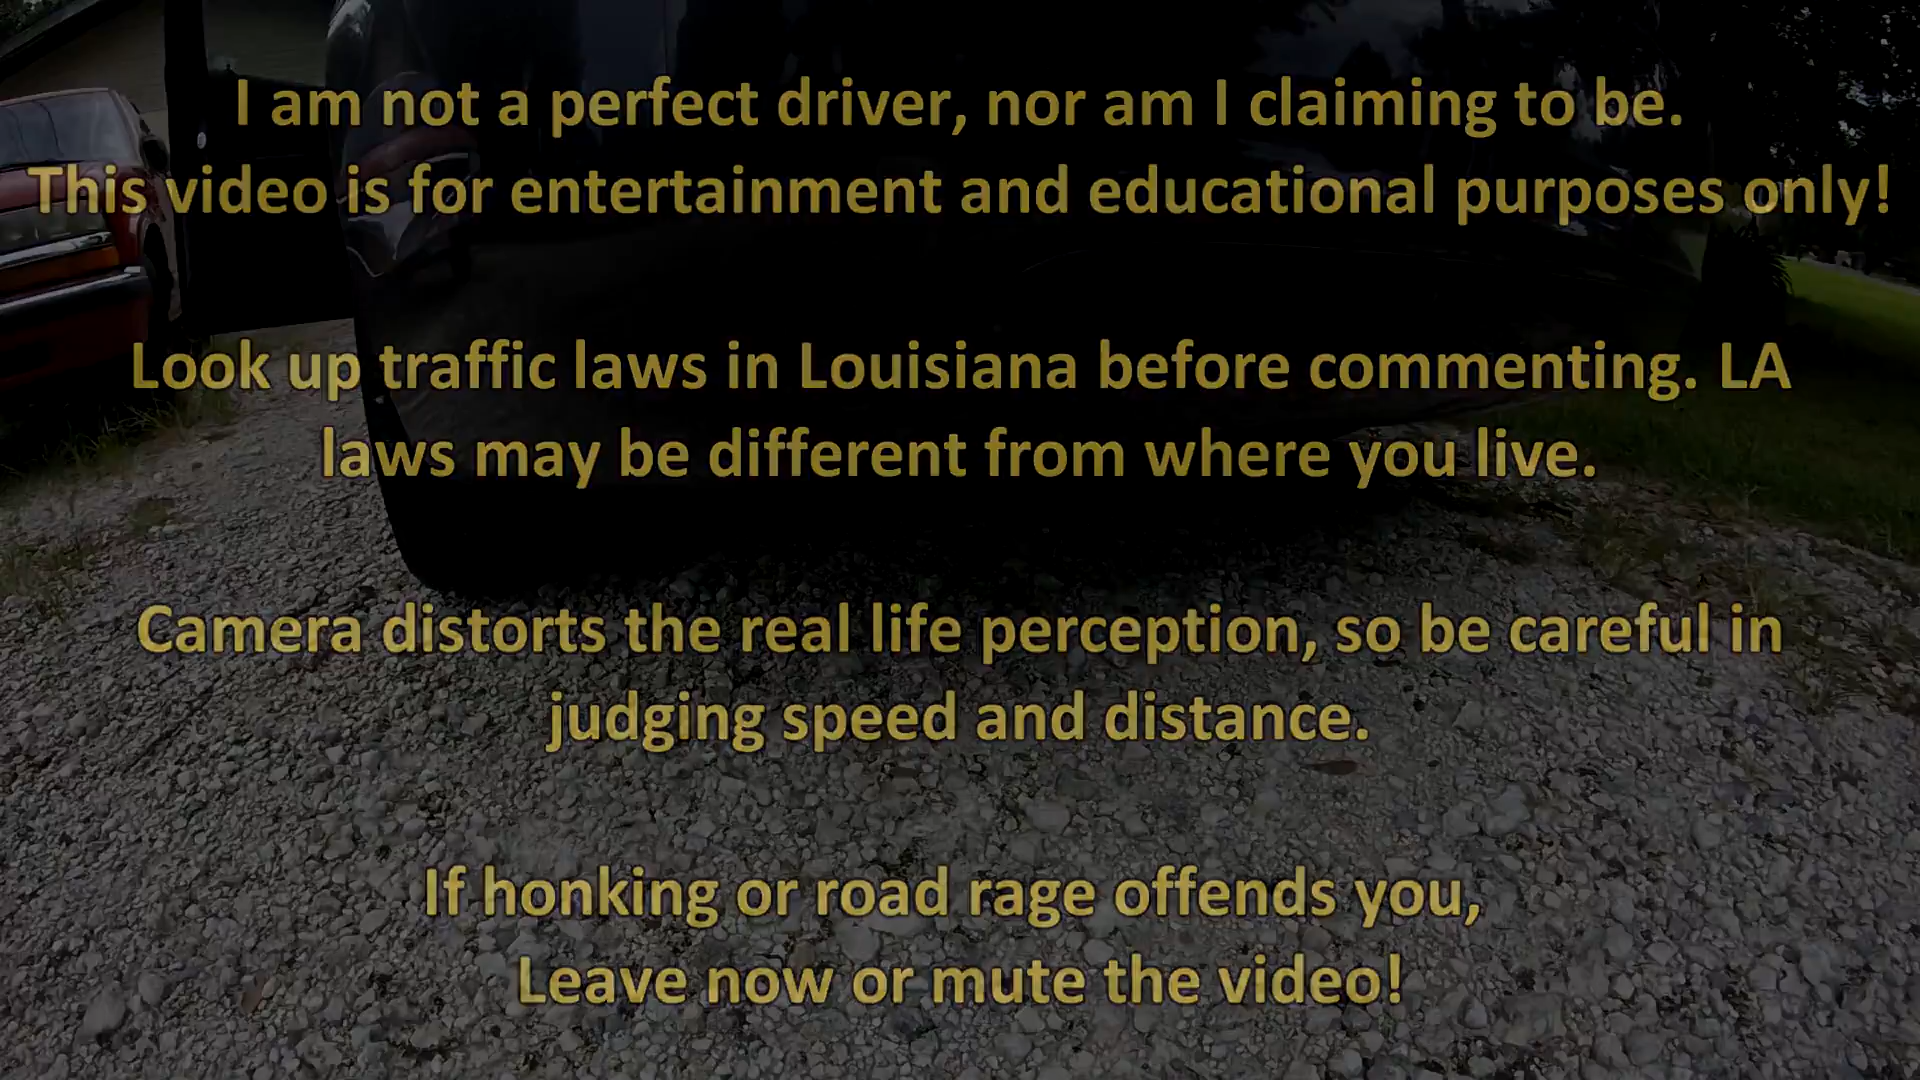 I am not a perfect driver, nor am I claiming to be.
This video is for entertainment and educational purposes only!
Look up traffic laws in Louisiana before commenting. LA
laws may be different from where you live.
Camera distorts the real life perception, so be careful in
judging speed and distance.
If honking or road rage offends you,
Leave now or mute the video!